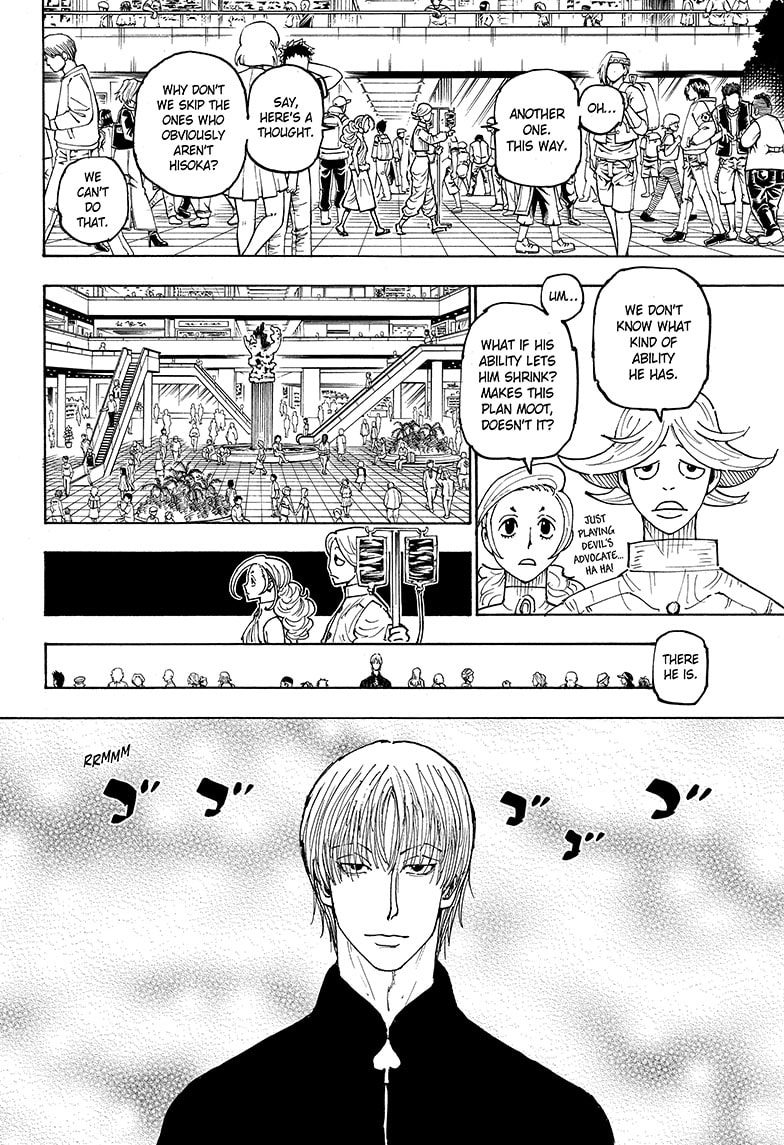 OH...
ANOTHER
ONE.
THIS WAY.
SAY,
HERE'S A
THOUGHT.
WHY DON'T
WE SKIP THE
ONES WHO
OBVIOUSLY
AREN'T
HISOKA?
WE
CAN'T
DO
THAT.
WE DON'T
KNOW WHAT
KIND OF
ABILITY
HE HAS.
UM...
WHAT IF HIS
ABILITY LETS
HIM SHRINK?
MAKES THIS
PLAN MOOT,
DOESN'T IT?
JUST
PLAYING
DEVIL'S
ADVOCATE...
HA HA!
THERE
HE IS.
RRMMM
ゴ゙ ゴ ゴ ゴ ゴ